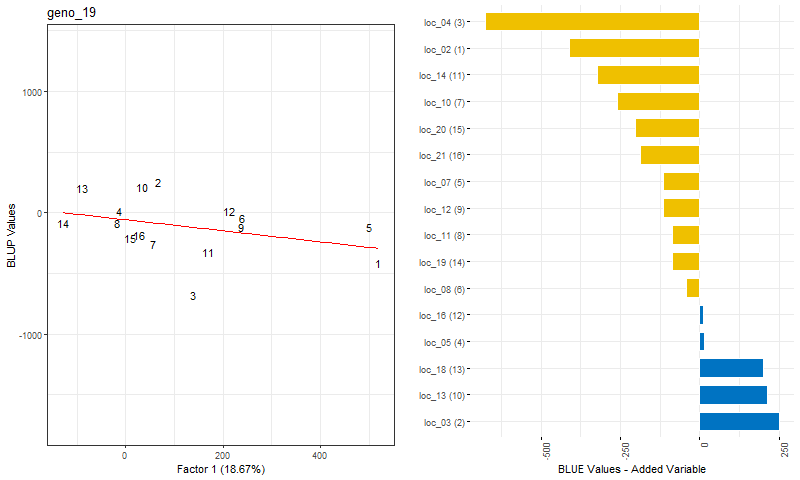 geno_19
BLUP Values
1000
0
-1000
13
10
2
14
4
8
15
16
7
12
6
9
11
3
5
1
0
200
400
Factor 1 (18.67%)
loc_04 (3)
loc_02 (1)
loc_14 (11)
loc_10 (7)
loc_20 (15)
loc_21 (16)
loc_07 (5)
loc_12 (9)
loc_11 (8)
loc_19 (14)
loc_08 (6)
loc_16 (12)
loc_05 (4)
loc_18 (13)
loc_13 (10)
loc_03 (2)
-500
-250
0
250
BLUE Values - Added Variable